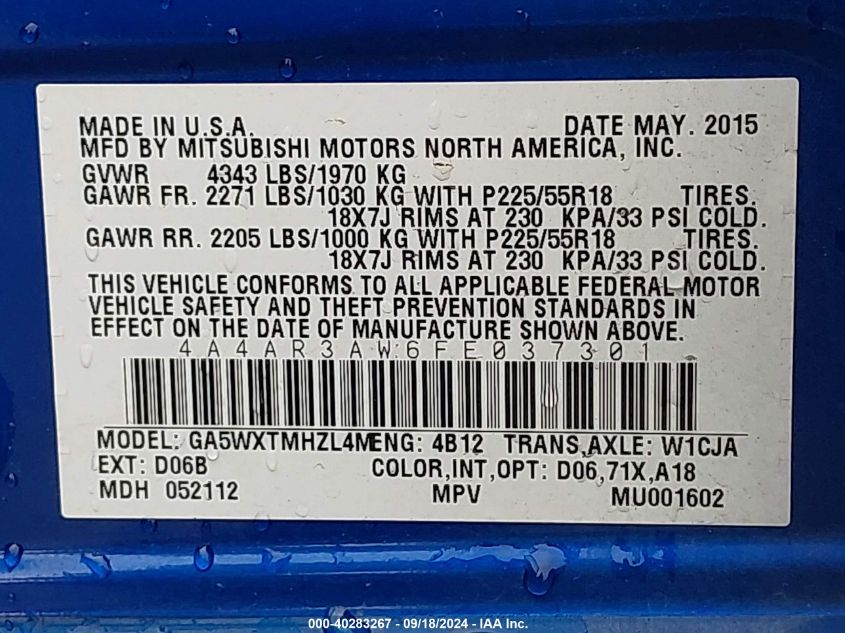 MADE IN U.S.A. DATE MAY. 2015
MFD BY MITSUBISHI MOTORS NORTH AMERICA, INC.
GVWR 4343 LBS/1970 KG
GAWR FR. 2271 LBS/1030 KG WITH P225/55R18 TIRES.
18X7J RIMS AT 230 KPA/33 PSI COLD.
GAWR RR. 2205 LBS/1000 KG WITH P225/55R18 TIRES.
18X7J RIMS AT 230 KPA/33 PSI COLD.
THIS VEHICLE CONFORMS TO ALL APPLICABLE FEDERAL MOTOR
VEHICLE SAFETY AND THEFT PREVENTION STANDARDS IN
EFFECT ON THE DATE OF MANUFACTURE SHOWN ABOVE.
4A4AR3AW6FE037301
MODEL: GA5WXTMHZL4MENG: 4B12 TRANS,AXLE: W1CJA
EXT: D06B COLOR,INT,OPT: D06,71X,A18
MDH 052112 MPV MU001602
000-40283267 - 09/18/2024 - IAA Inc.